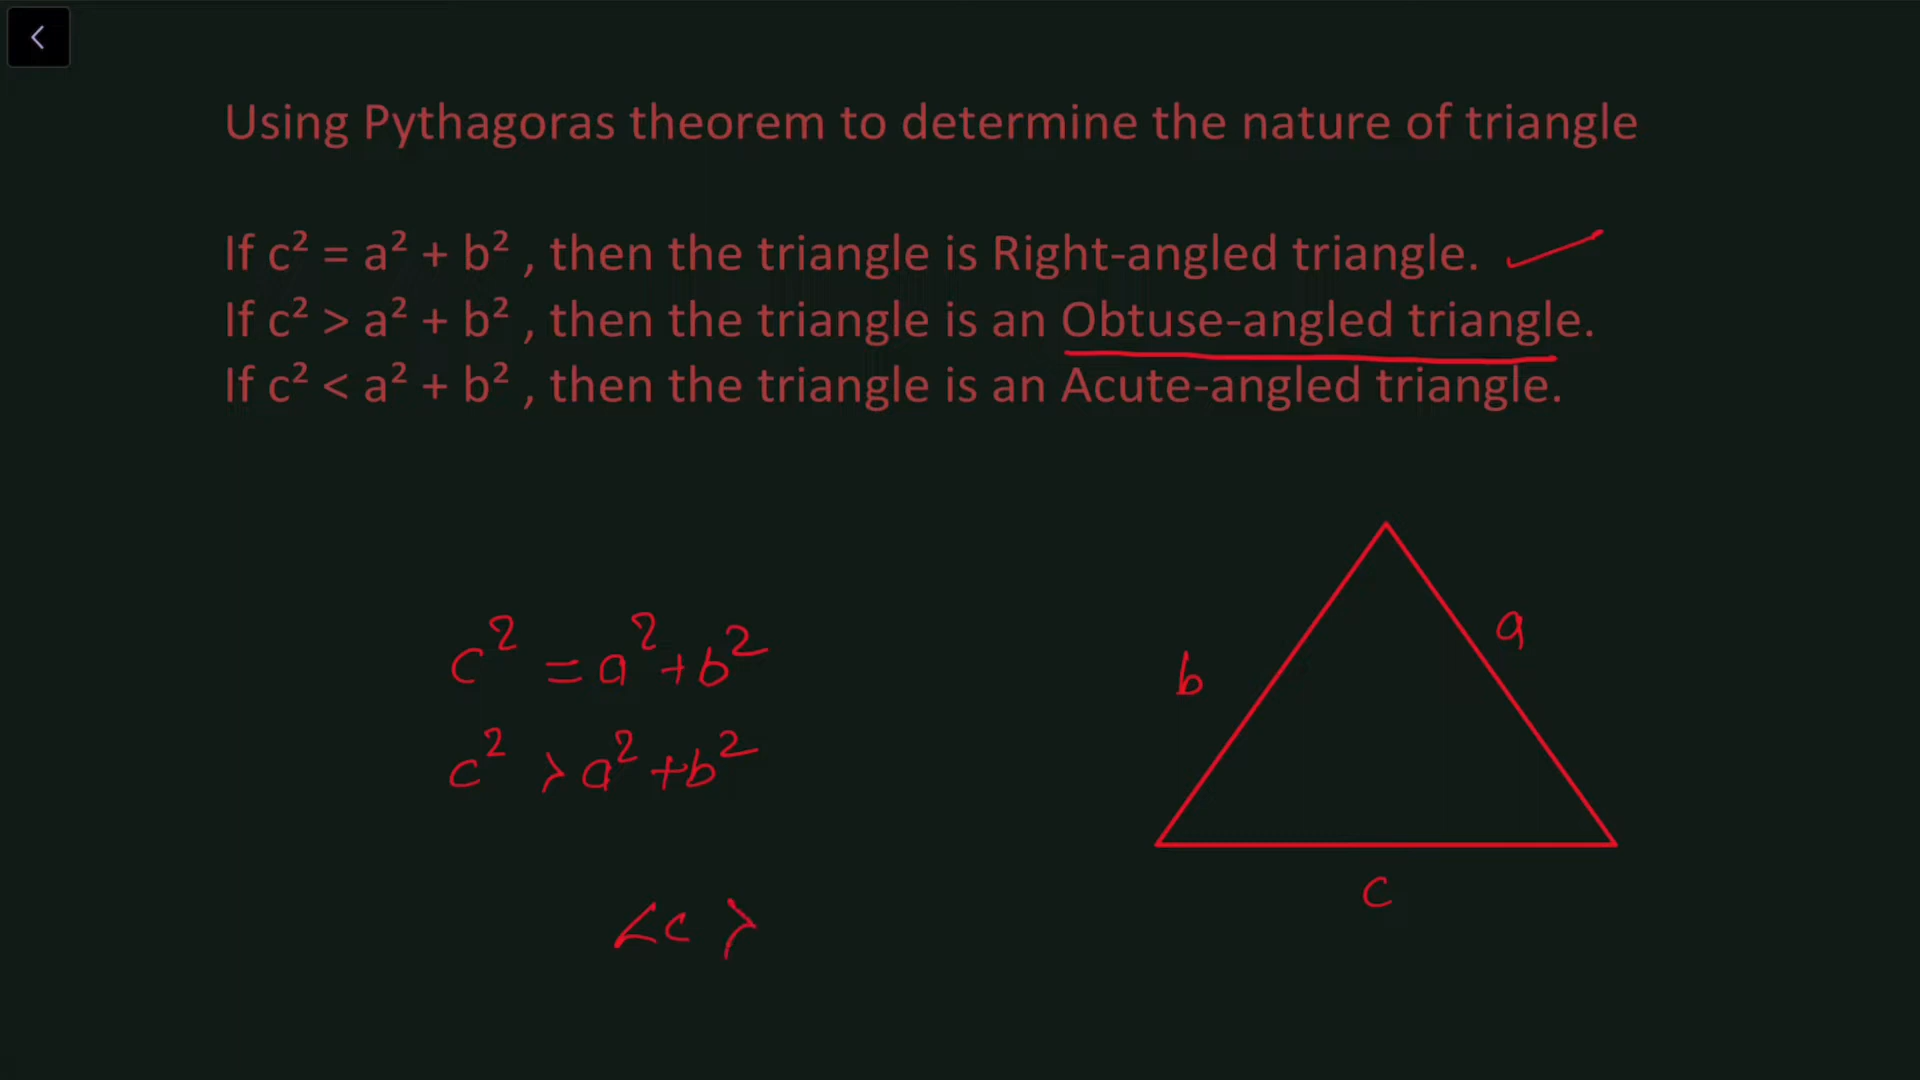 Using Pythagoras theorem to determine the nature of triangle
If c² = a² + b² , then the triangle is Right-angled triangle.
If c² > a² + b² , then the triangle is an Obtuse-angled triangle.
If c² < a² + b² , then the triangle is an Acute-angled triangle.
c² = a² + b²
c² > a² + b²
∠c >
b
a
c